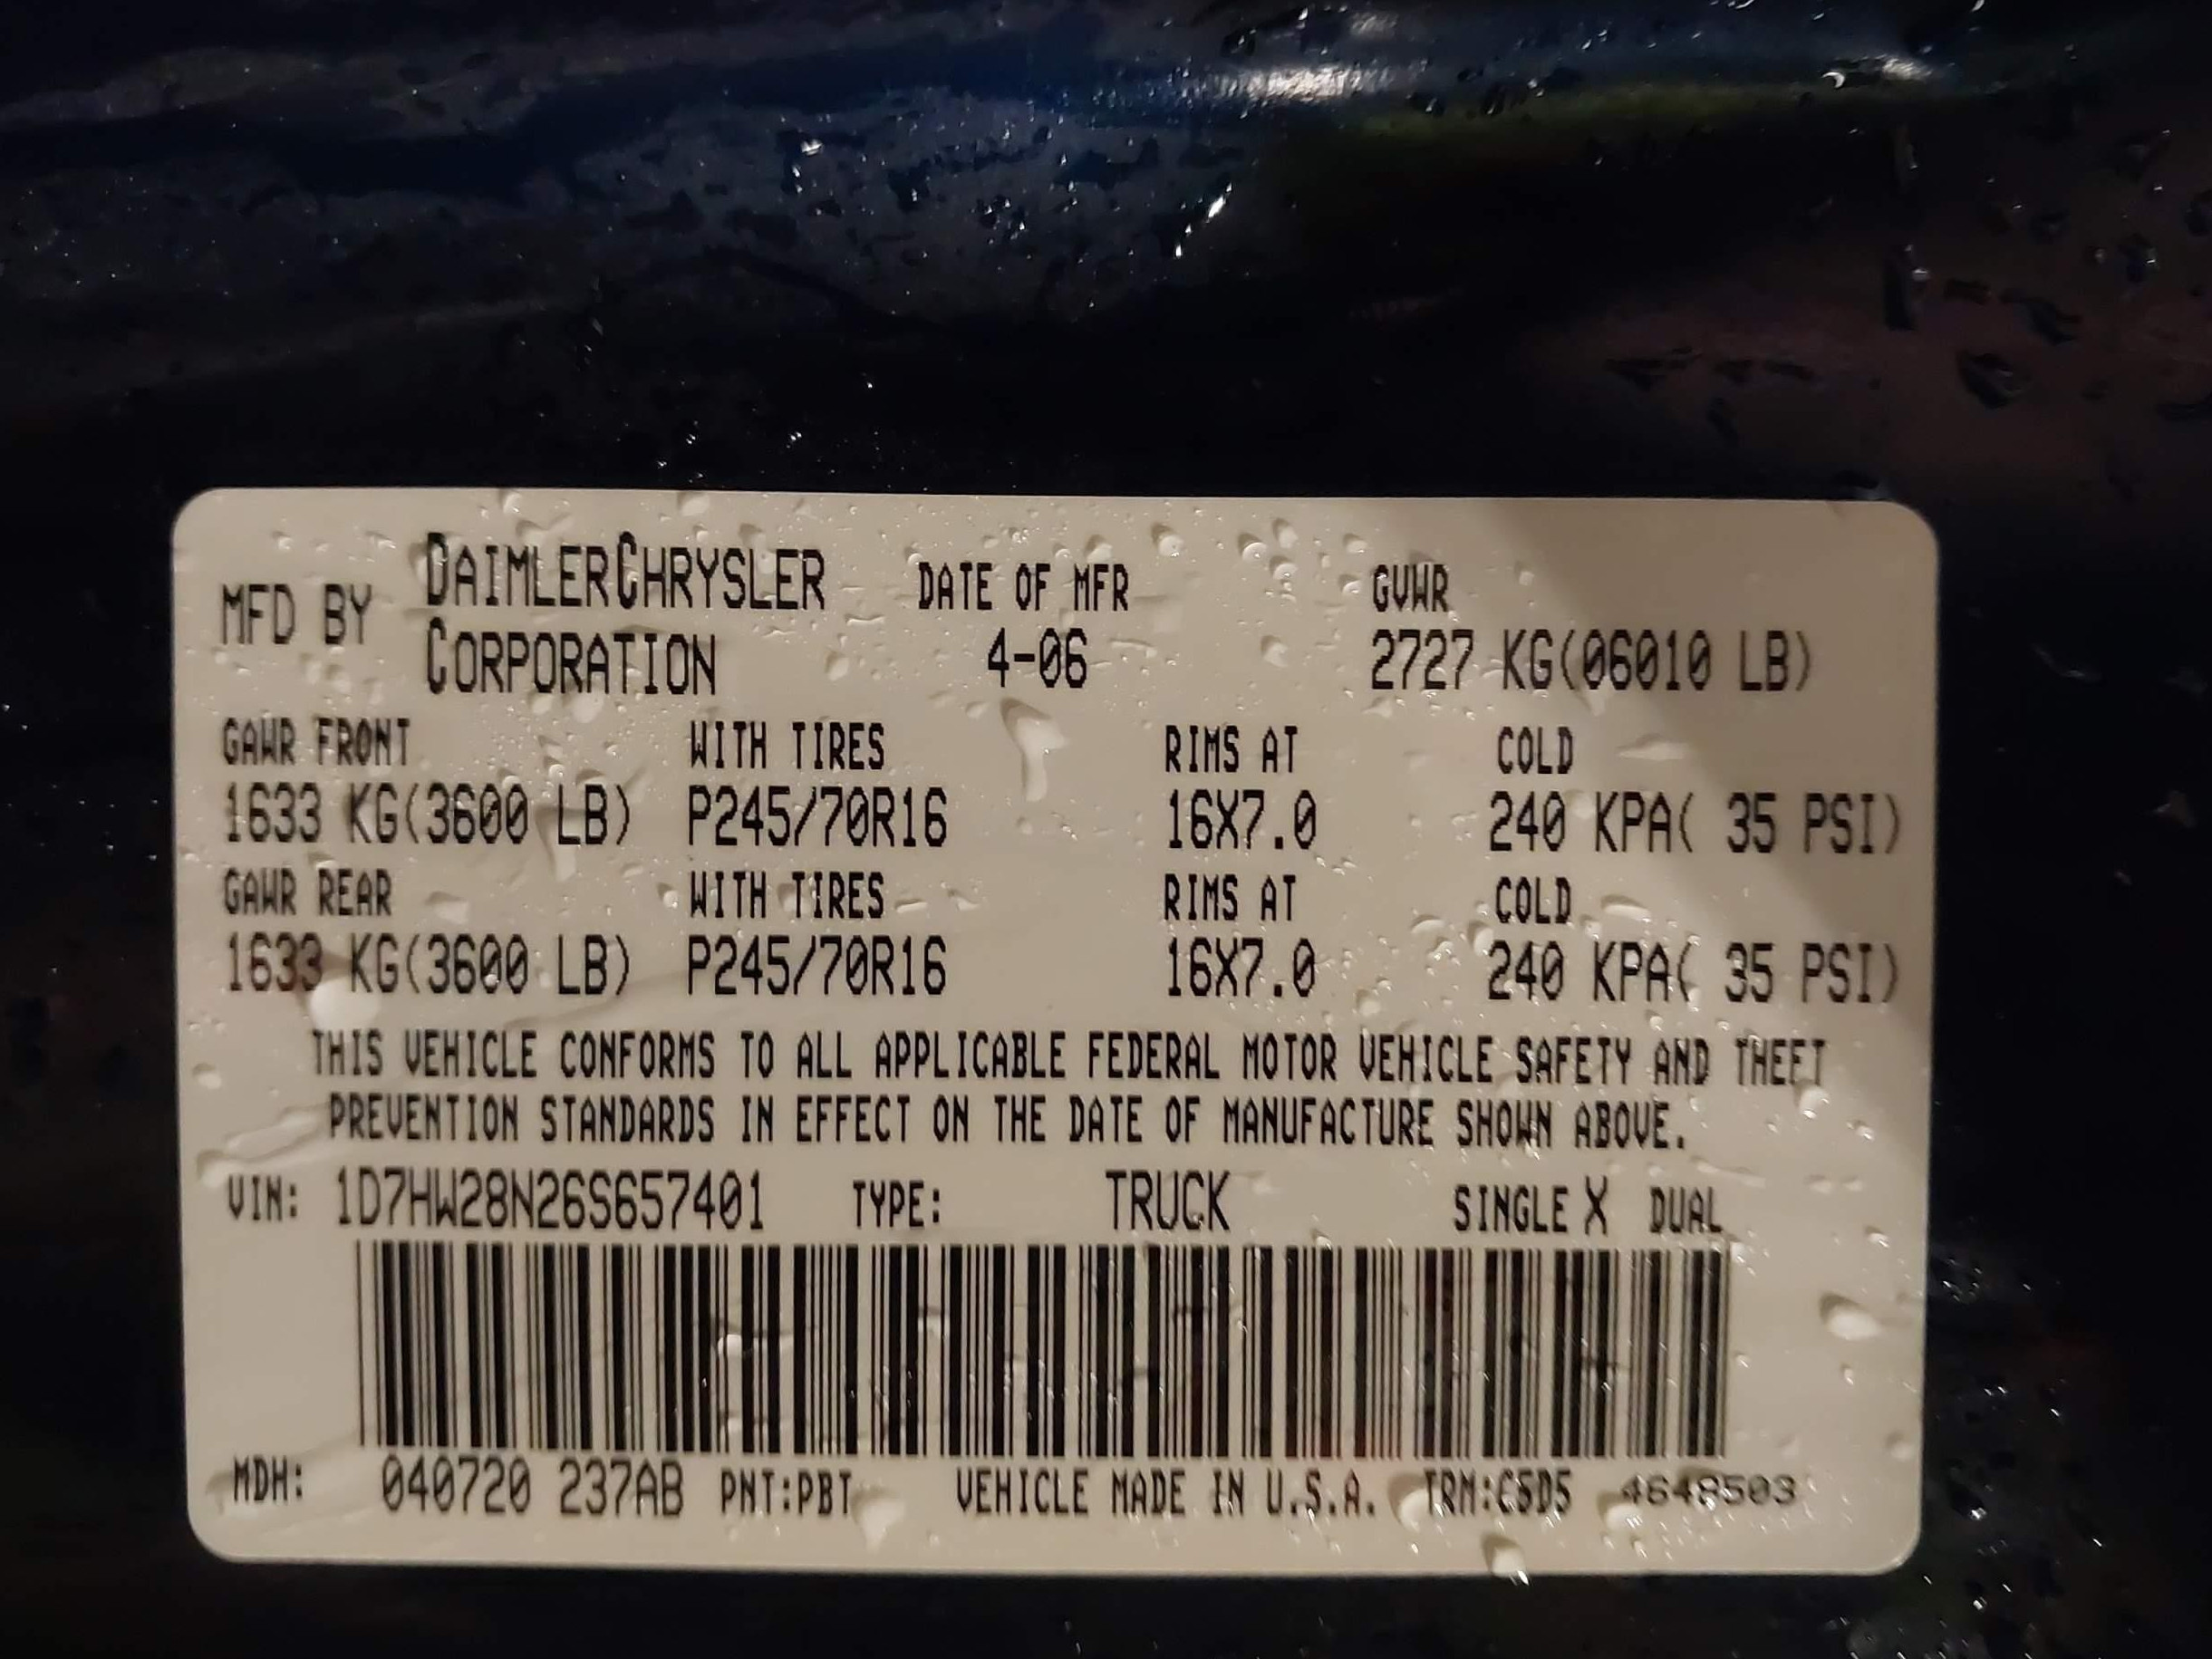 MFD BY DAIMLERCHRYSLER CORPORATION DATE OF MFR 4-06 GVWR 2727 KG(06010 LB)
GAWR FRONT WITH TIRES RIMS AT COLD
1633 KG(3600 LB) P245/70R16 16X7.0 240 KPA( 35 PSI)
GAWR REAR WITH TIRES RIMS AT COLD
1633 KG(3600 LB) P245/70R16 16X7.0 240 KPA( 35 PSI)
THIS VEHICLE CONFORMS TO ALL APPLICABLE FEDERAL MOTOR VEHICLE SAFETY AND THEFT
PREVENTION STANDARDS IN EFFECT ON THE DATE OF MANUFACTURE SHOWN ABOVE.
VIN: 1D7HW28N26S657401 TYPE: TRUCK SINGLE X DUAL
MDH: 040720 237AB PNT:PBT VEHICLE MADE IN U.S.A. TRM:C5D5 4648503